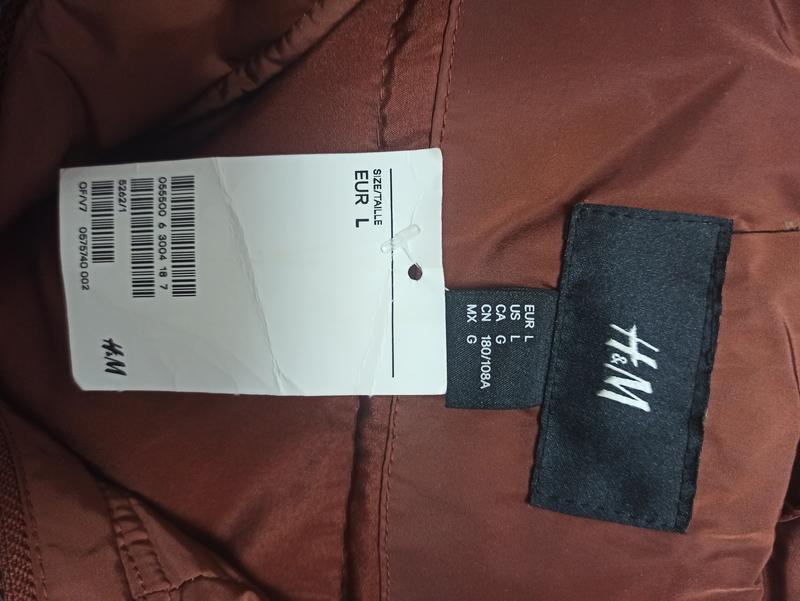 SIZE/TAILLE
EUR L
055500 6 3004 18 7
5262/1
OF/V7 0575740 002
H&M
EUR L
US L
CA G
CN 180/108A
MX G
H&M